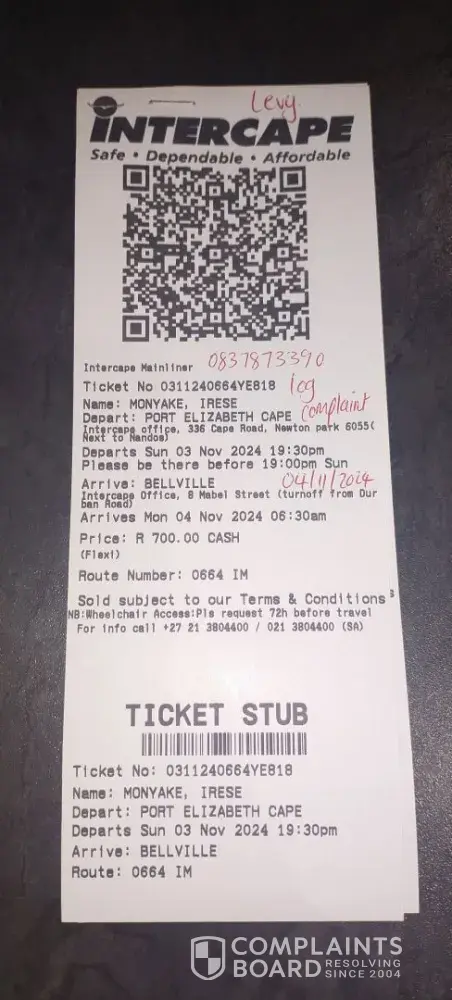 Levy
INTERCAPE
Safe • Dependable • Affordable
Intercape Mainliner 0837873390
Ticket No 0311240664YE818 log
Name: MONYAKE, IRESE complaint
Depart: PORT ELIZABETH CAPE
Intercape office, 336 Cape Road, Newton park 6055(
Next to Nandos)
Departs Sun 03 Nov 2024 19:30pm
Please be there before 19:00pm Sun
Arrive: BELLVILLE 04/11/2024
Intercape Office, 8 Mabel Street (turnoff from Dur
ban Road)
Arrives Mon 04 Nov 2024 06:30am
Price: R 700.00 CASH
(Flexi)
Route Number: 0664 IM
Sold subject to our Terms & Conditions
NB:Wheelchair Access:Pls request 72h before travel
For info call +27 21 3804400 / 021 3804400 (SA)
TICKET STUB
Ticket No: 0311240664YE818
Name: MONYAKE, IRESE
Depart: PORT ELIZABETH CAPE
Departs Sun 03 Nov 2024 19:30pm
Arrive: BELLVILLE
Route: 0664 IM
COMPLAINTS
BOARD RESOLVING
SINCE 2004